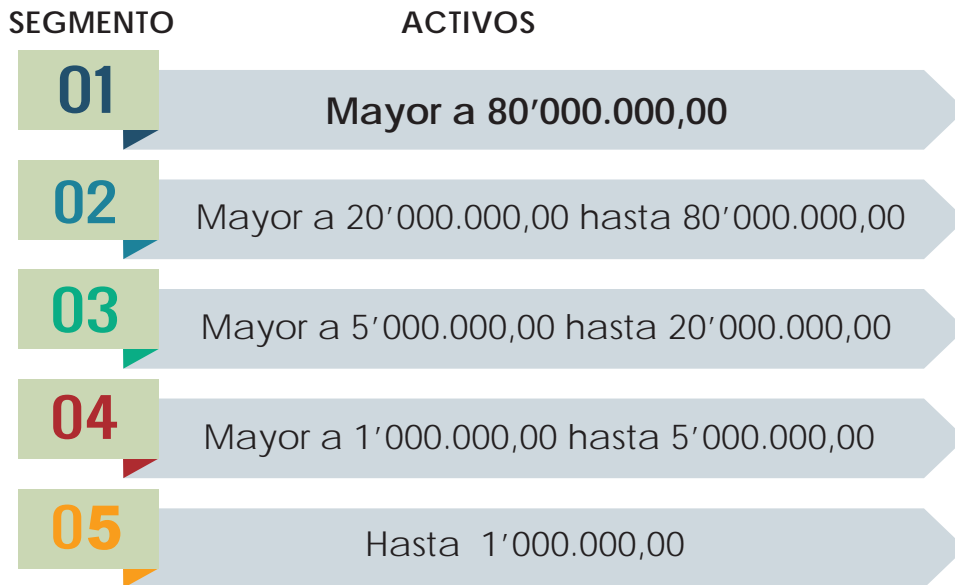 SEGMENTO ACTIVOS
01 Mayor a 80’000.000,00
02 Mayor a 20’000.000,00 hasta 80’000.000,00
03 Mayor a 5’000.000,00 hasta 20’000.000,00
04 Mayor a 1’000.000,00 hasta 5’000.000,00
05 Hasta 1’000.000,00